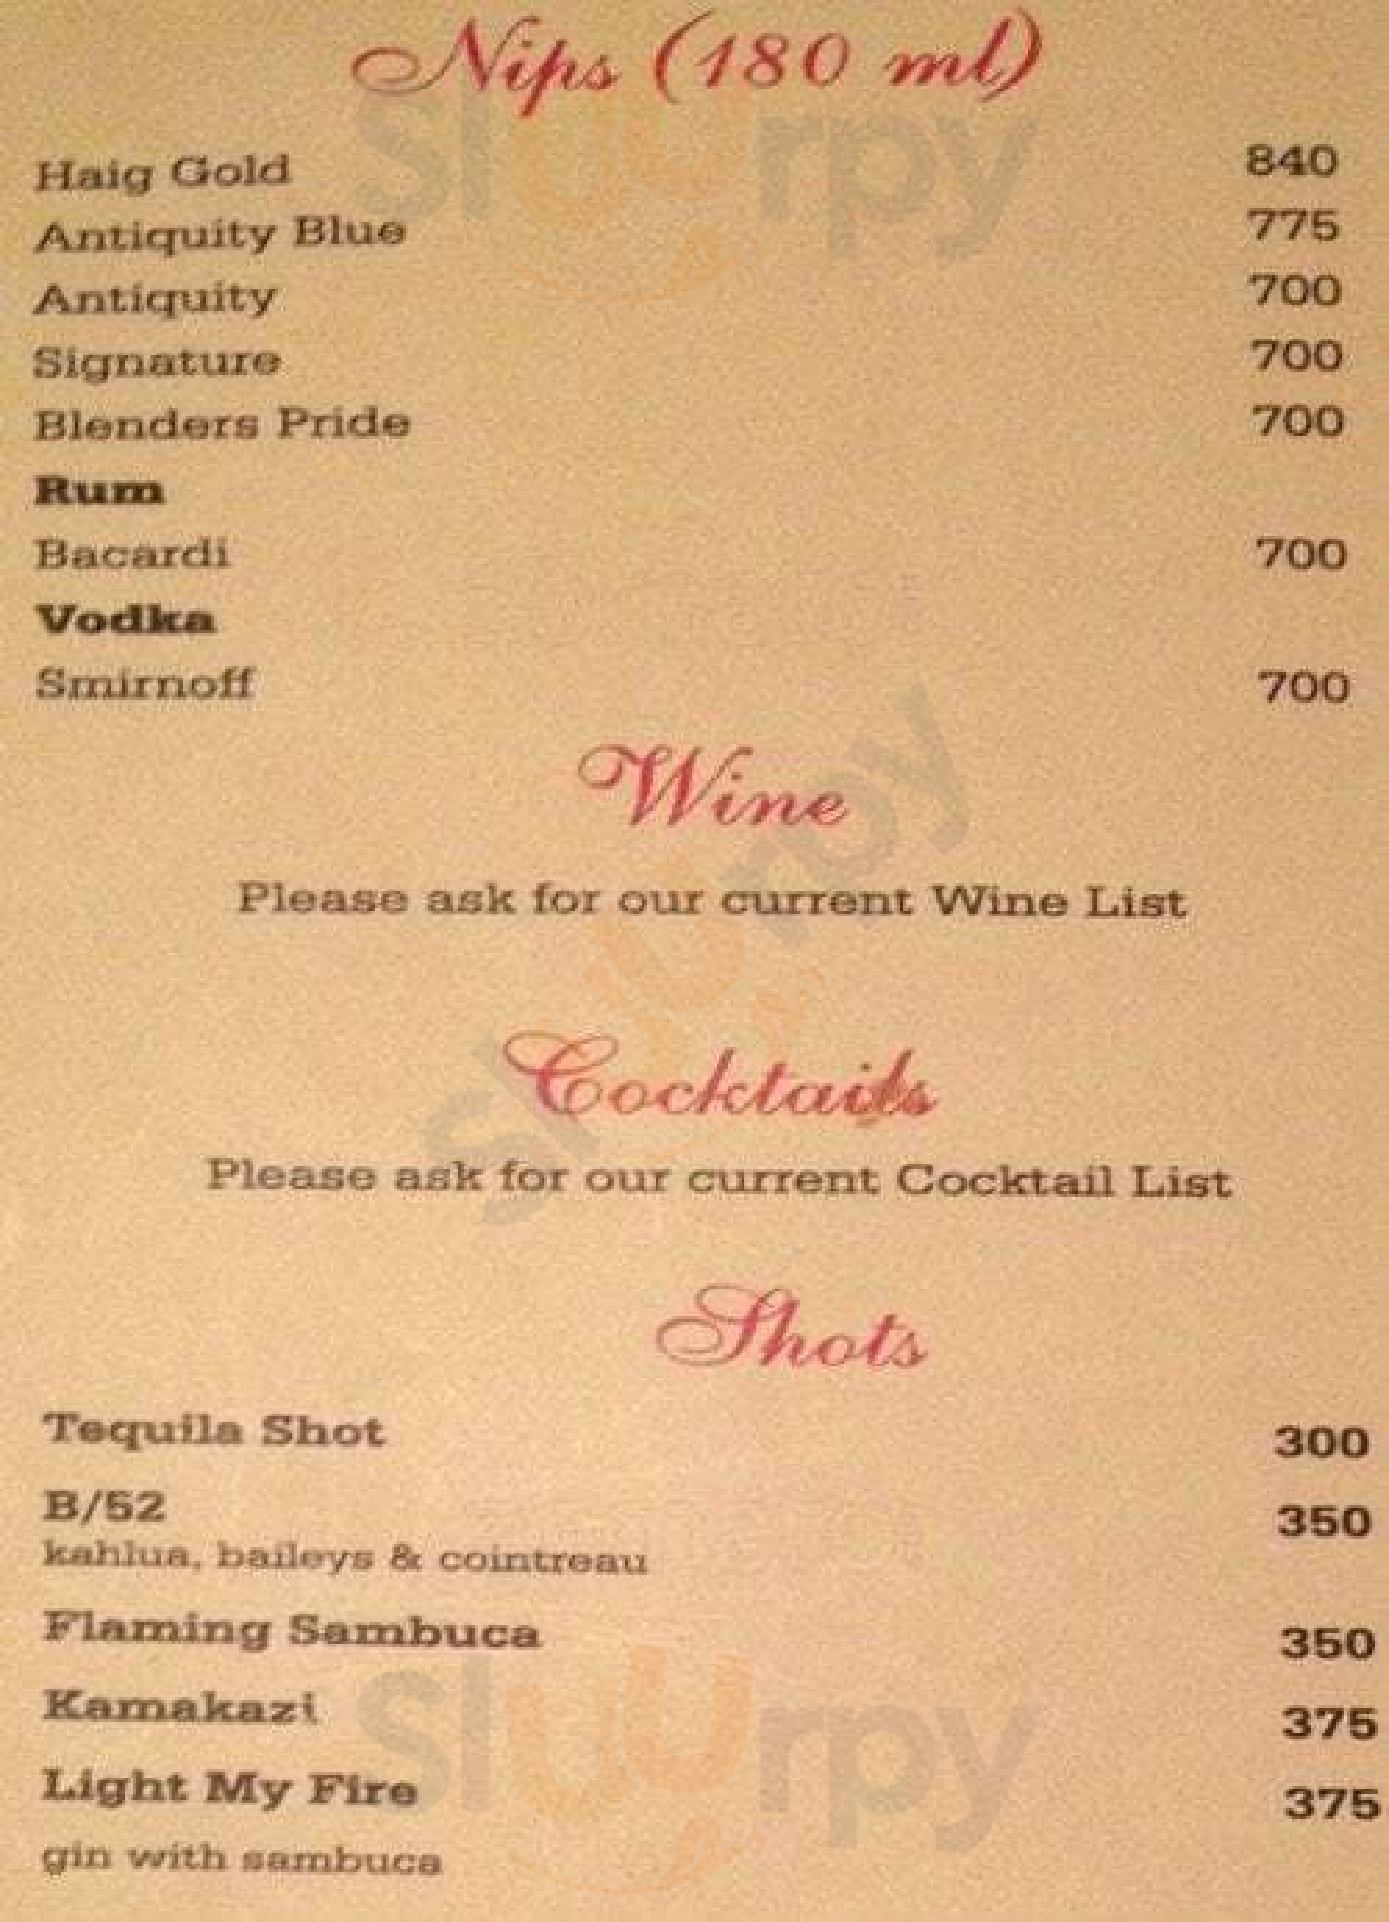 Nips (180 ml)
Haig Gold 840
Antiquity Blue 775
Antiquity 700
Signature 700
Blenders Pride 700
Rum
Bacardi 700
Vodka
Smirnoff 700
Wine
Please ask for our current Wine List
Cocktails
Please ask for our current Cocktail List
Shots
Tequila Shot 300
B/52 350
kahlua, baileys & cointreau
Flaming Sambuca 350
Kamakazi 375
Light My Fire 375
gin with sambuca
Slurpy
Slurpy
Slurpy